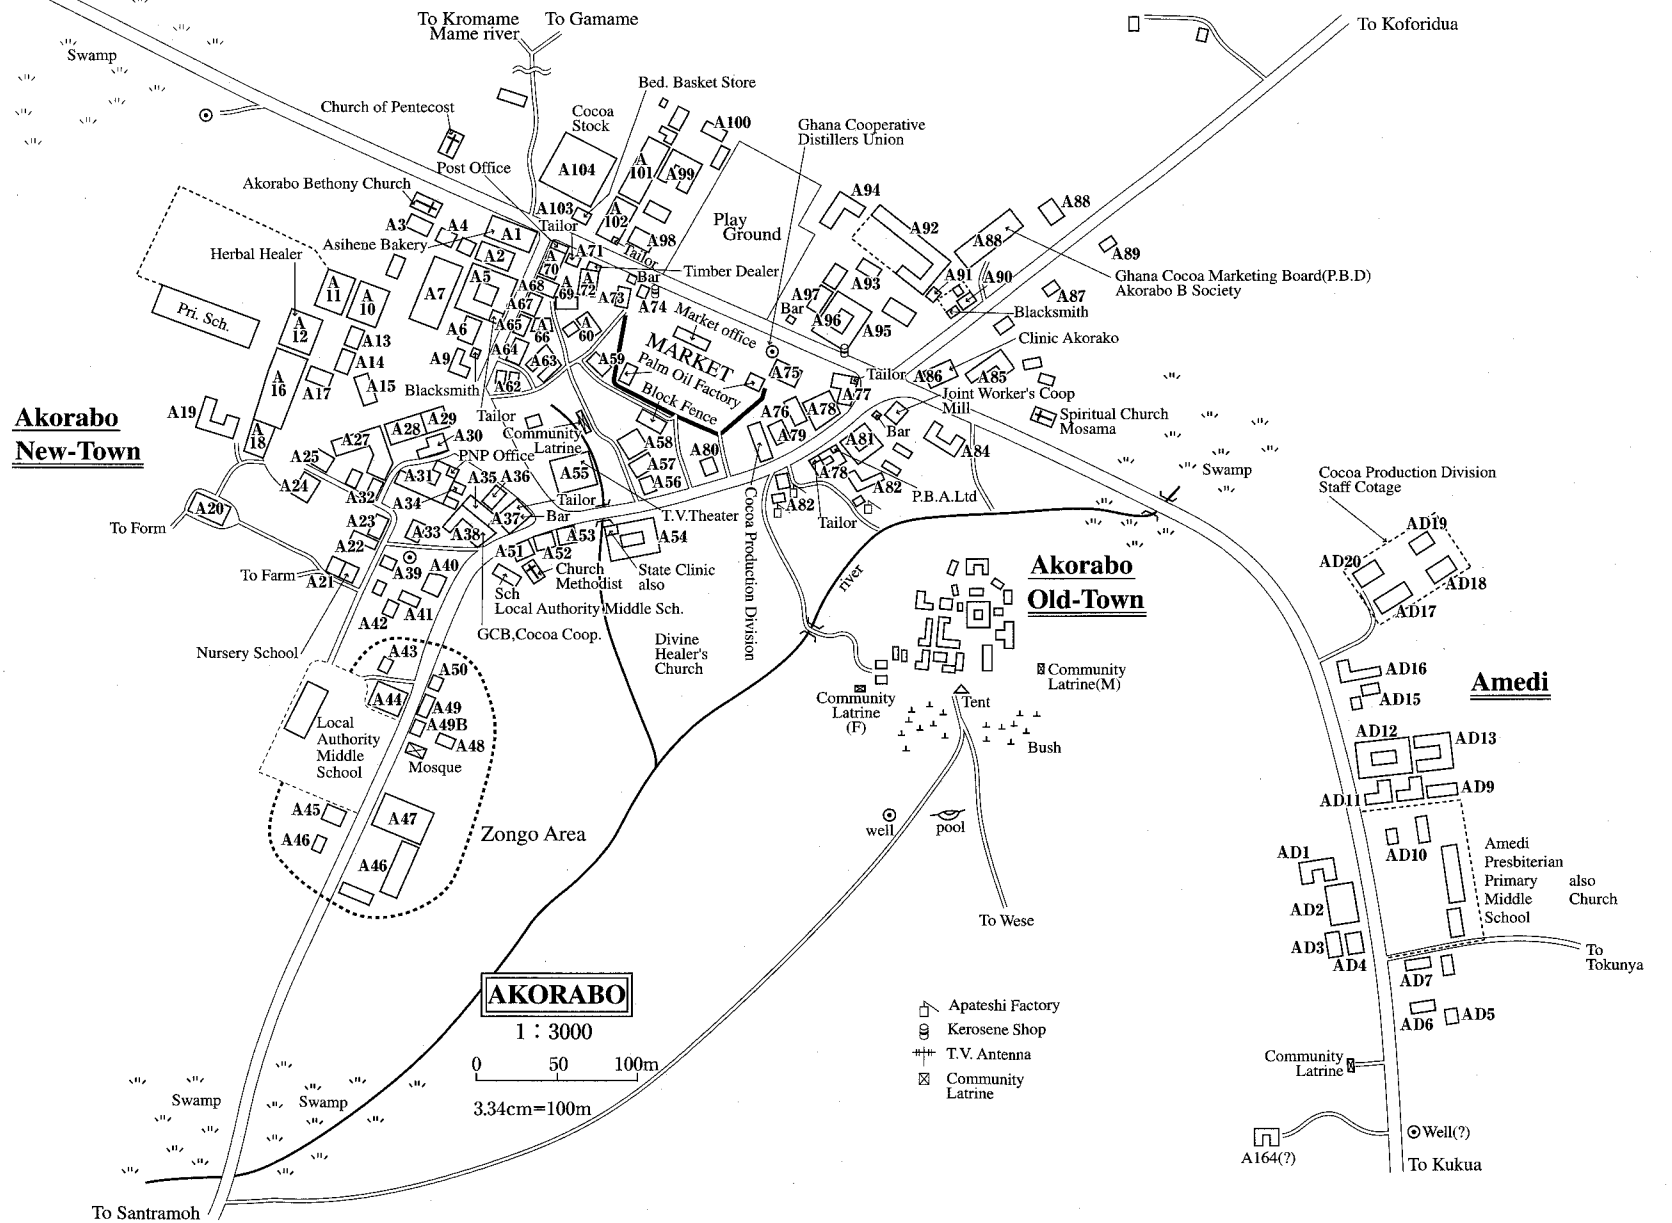 To Kromame
Mame river
To Gamame
To Koforidua
Swamp
Bed. Basket Store
Church of Pentecost
Cocoa
Stock
A100
Ghana Cooperative
Distillers Union
Post Office
A104
A
101
A99
Akorabo Bethony Church
A94
A88
A103
Tailor
A
102
Play
Ground
A92
A3
A4
A1
A98
A88
Asihene Bakery
A2
A71
Tailor
A89
Herbal Healer
A
70
Timber Dealer
Ghana Cocoa Marketing Board(P.B.D)
Akorabo B Society
A
11
A
10
A7
A5
A68
A
69
A
72
A73
Bar
A74
A93
A91
A90
A87
A97
Bar
A96
A95
Blacksmith
Pri. Sch.
A
12
A67
A65
A
66
A
60
Market office
Clinic Akorako
A6
A13
A14
A9
A64
A63
A59
MARKET
Palm Oil Factory
Block Fence
A75
Tailor
A86
A85
A
16
A17
A15
Blacksmith
A62
A77
Joint Worker's Coop
Mill
A19
Akorabo
New-Town
A
18
Tailor
A29
A28
A30
A27
Community
Latrine
A58
A76
A78
A79
A80
Bar
A81
A84
Spiritual Church
Mosama
PNP Office
A25
A24
A31
A32
A34
A35
A36
A55
A57
A56
A78
A82
P.B.A.Ltd
Swamp
Cocoa Production Division
Staff Cotage
A20
To Form
A23
A22
A33
A37
A38
Tailor
Bar
T.V.Theater
A82
Tailor
Cocoa Production Division
AD19
AD20
AD18
AD17
A21
To Farm
A39
A40
A51
A52
A53
A54
Church
Methodist
State Clinic
also
Akorabo
Old-Town
river
Sch
Local Authority Middle Sch.
A41
A42
GCB,Cocoa Coop.
Nursery School
Divine
Healer's
Church
A43
A50
A44
A49
A49B
A48
Mosque
Local
Authority
Middle
School
Community
Latrine(M)
Community
Latrine
(F)
Tent
Bush
AD16
AD15
Amedi
AD12
AD13
AD11
AD9
A45
A46
A47
A46
Zongo Area
well
pool
AD10
AD1
AD2
AD3
AD4
Amedi
Presbiterian
Primary
Middle
School
also
Church
To Wese
To
Tokunya
AD7
AD6
AD5
AKORABO
1：3000
0
50
100m
3.34cm=100m
Apateshi Factory
Kerosene Shop
T.V. Antenna
Community
Latrine
Community
Latrine
Swamp
Swamp
A164(?)
Well(?)
To Kukua
To Santramoh